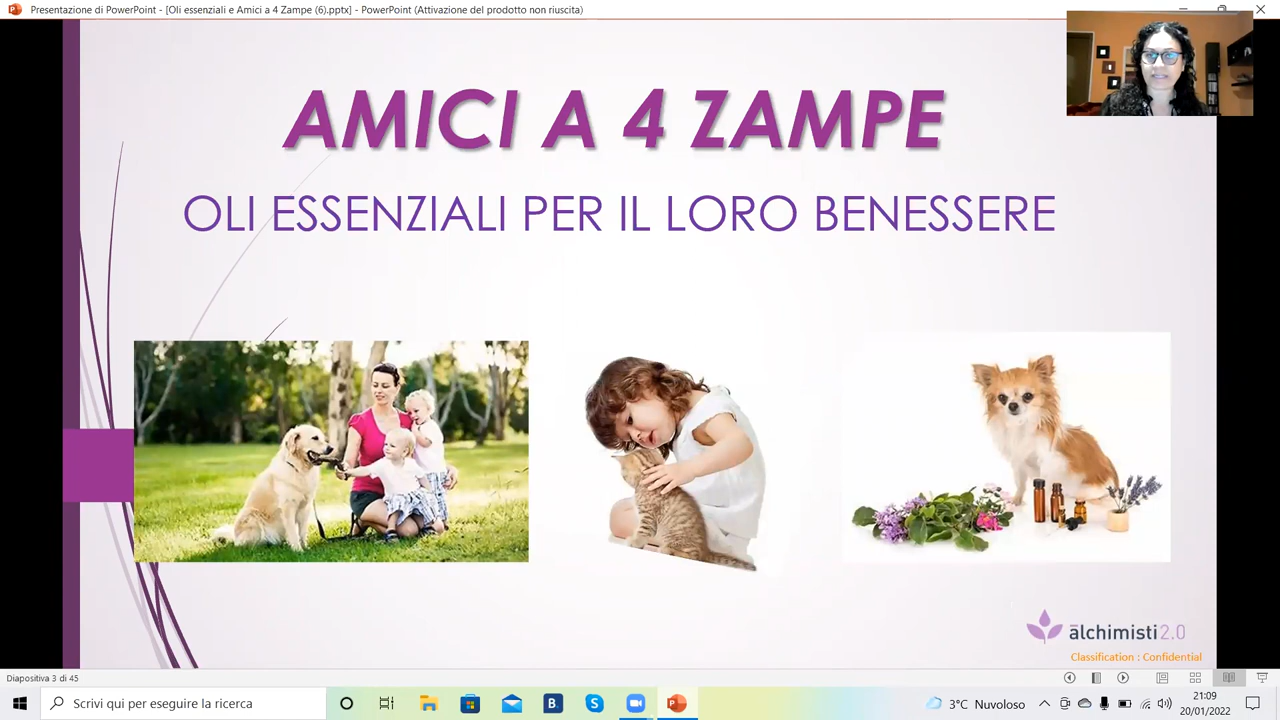 Presentazione di PowerPoint - [Oli essenziali e Amici a 4 Zampe (6).pptx] - PowerPoint (Attivazione del prodotto non riuscita)
AMICI A 4 ZAMPE
OLI ESSENZIALI PER IL LORO BENESSERE
ālchimisti2.0
Classification : Confidential
Diapositiva 3 di 45
Scrivi qui per eseguire la ricerca
B.
3°C Nuvoloso
21:09
20/01/2022